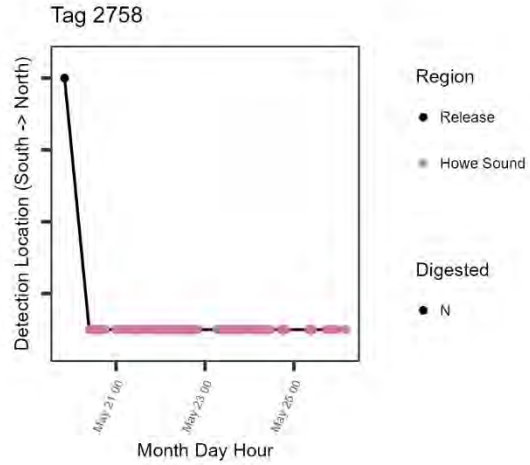 Tag 2758
Detection Location (South -> North)
May 21 00
May 23 00
May 25 00
Month Day Hour
Region
Release
Howe Sound
Digested
N